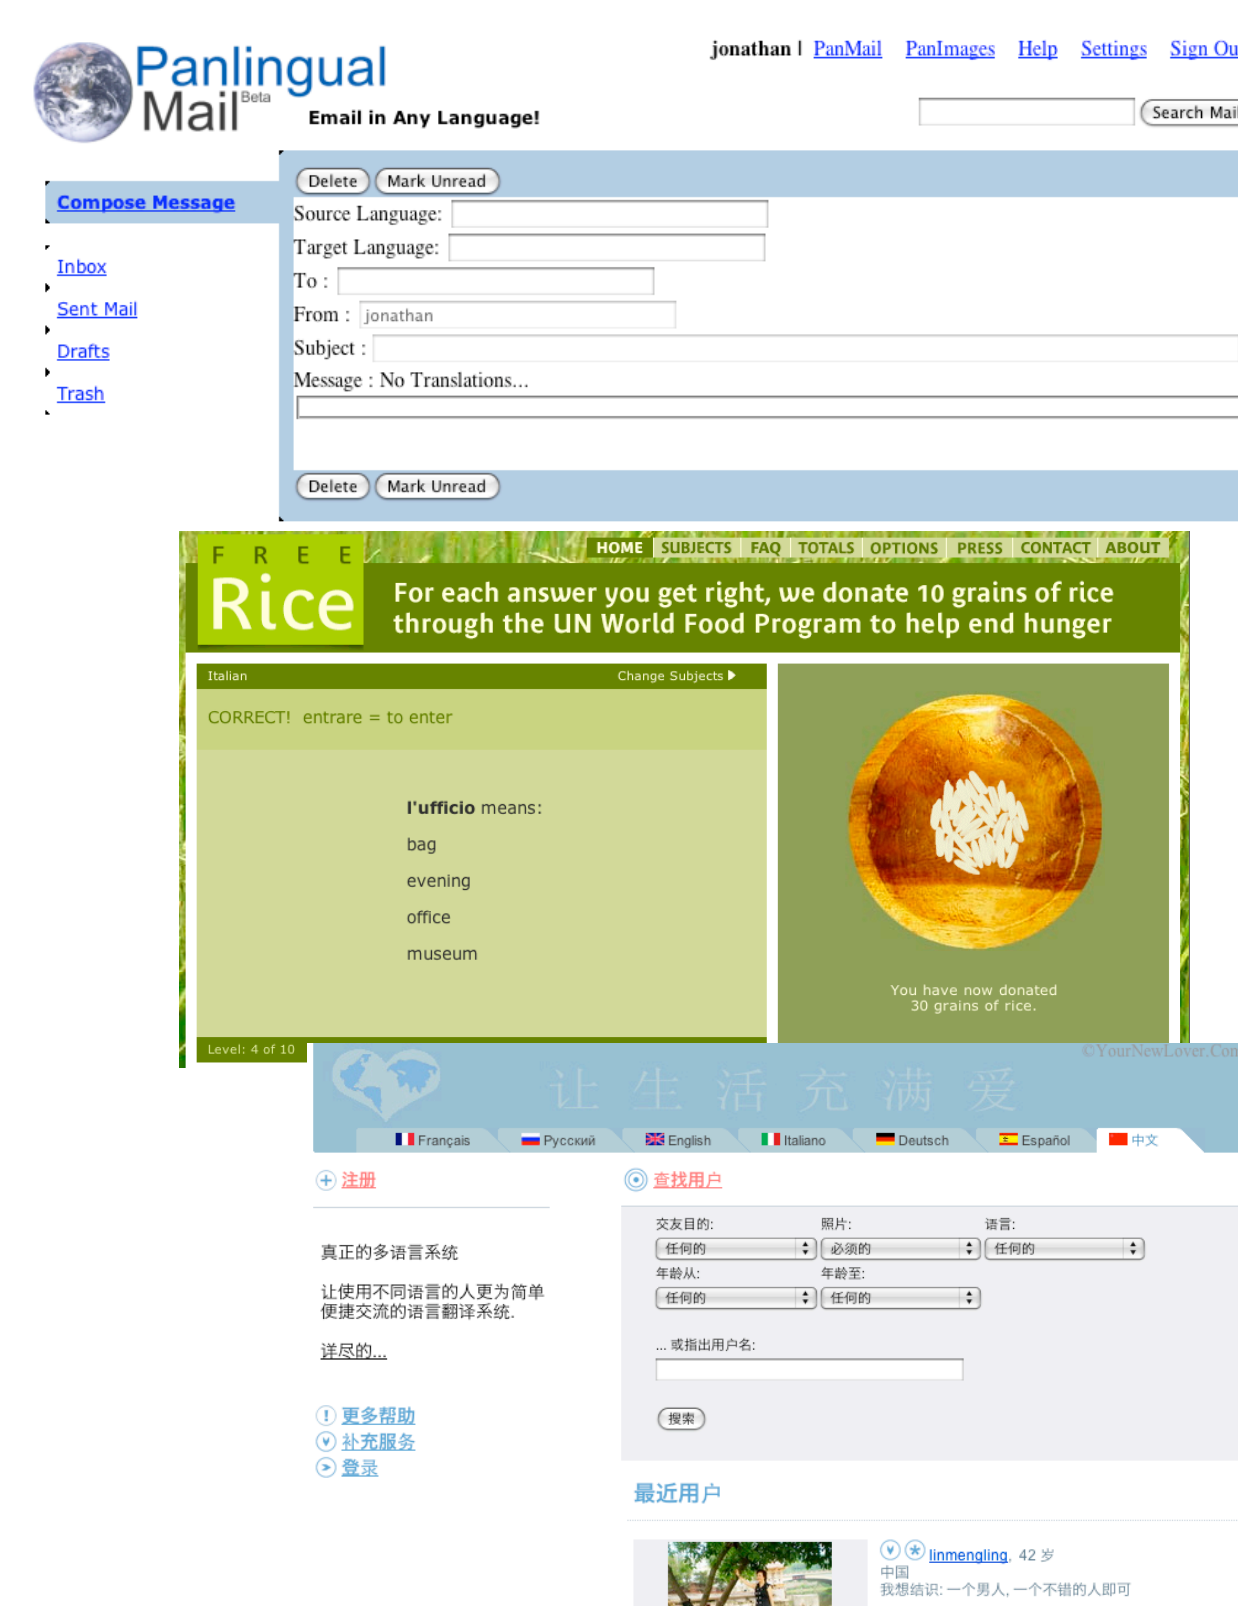 Panlingual
Mail Beta
Email in Any Language!
jonathan | PanMail PanImages Help Settings Sign Ou
Search Mail
Compose Message
Inbox
Sent Mail
Drafts
Trash
Delete Mark Unread
Source Language:
Target Language:
To :
From : jonathan
Subject :
Message : No Translations...
Delete Mark Unread
FREE
Rice
HOME SUBJECTS FAQ TOTALS OPTIONS PRESS CONTACT ABOUT
For each answer you get right, we donate 10 grains of rice
through the UN World Food Program to help end hunger
Italian Change Subjects
CORRECT! entrare = to enter
l'ufficio means:
bag
evening
office
museum
You have now donated
30 grains of rice.
Level: 4 of 10
©YourNewLover.Com
让生活充满爱
Français Русский English Italiano Deutsch Español 中文
注册
真正的多语言系统
让使用不同语言的人更为简单
便捷交流的语言翻译系统.
详尽的...
更多帮助
补充服务
登录
查找用户
交友目的: 照片: 语言:
任何的 必须的 任何的
年龄从: 年龄至:
任何的 任何的
... 或指出用户名:
搜索
最近用户
linmengling, 42 岁
中国
我想结识: 一个男人, 一个不错的人即可